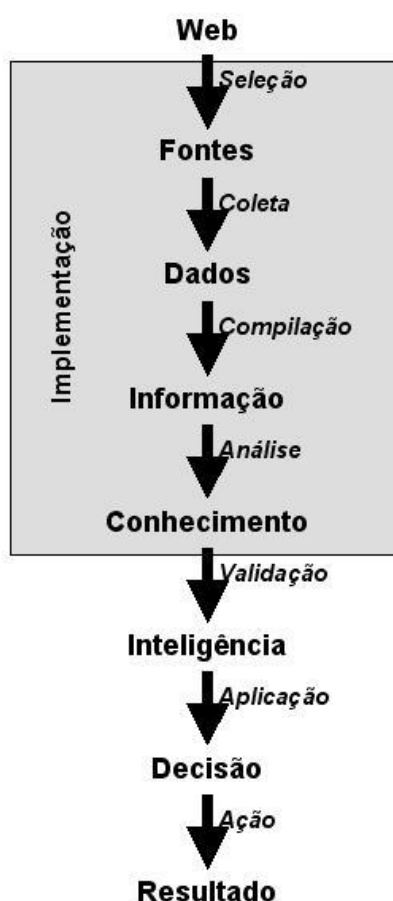 Web
Seleção
Fontes
Coleta
Dados
Compilação
Implementação
Informação
Análise
Conhecimento
Validação
Inteligência
Aplicação
Decisão
Ação
Resultado